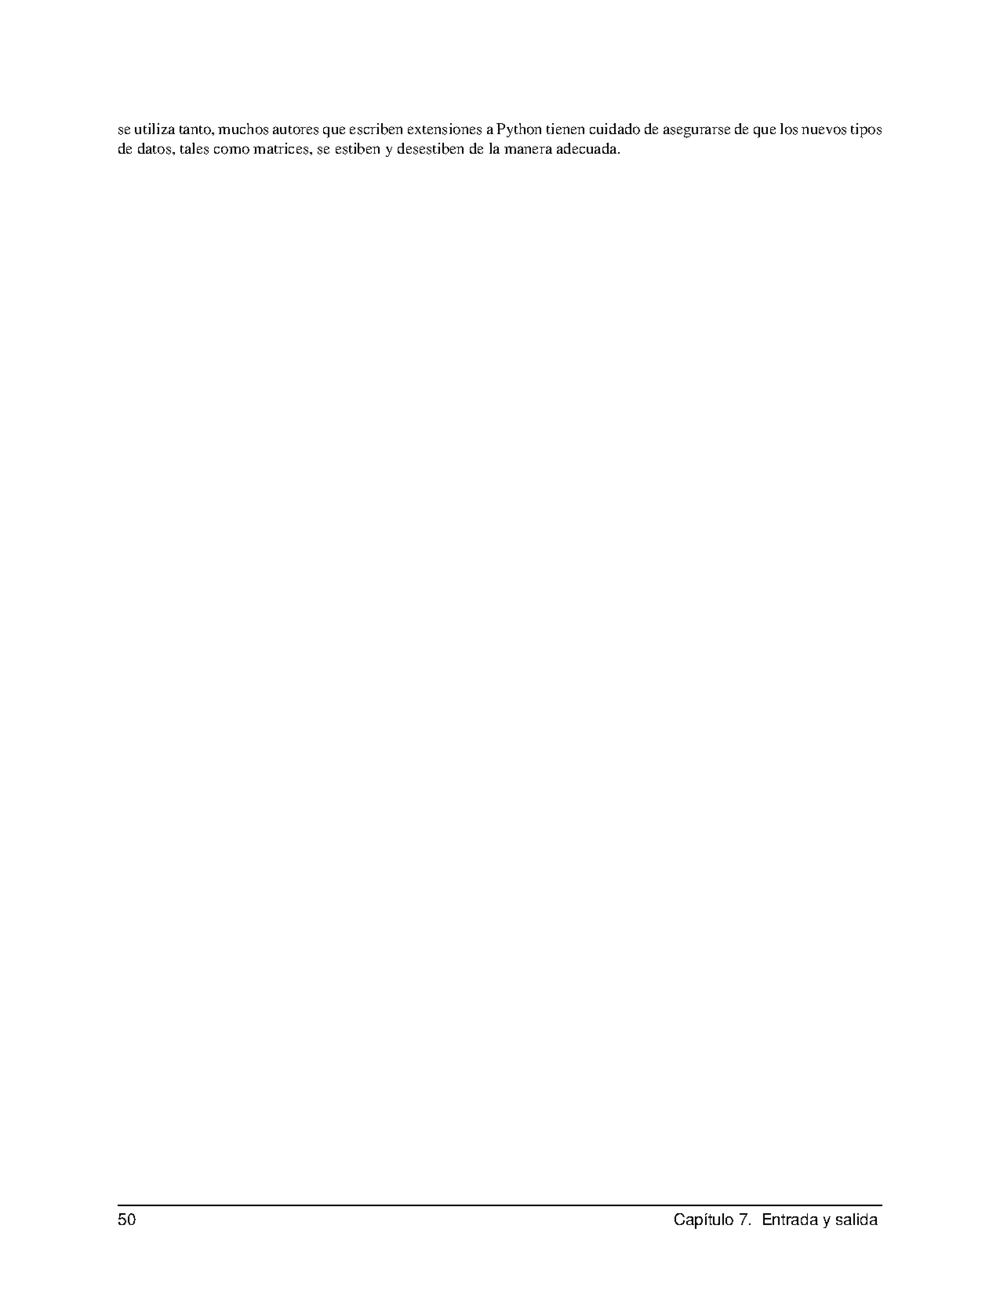 se utiliza tanto, muchos autores que escriben extensiones a Python tienen cuidado de asegurarse de que los nuevos tipos
de datos, tales como matrices, se estiben y desestiben de la manera adecuada.
50 Capítulo 7. Entrada y salida